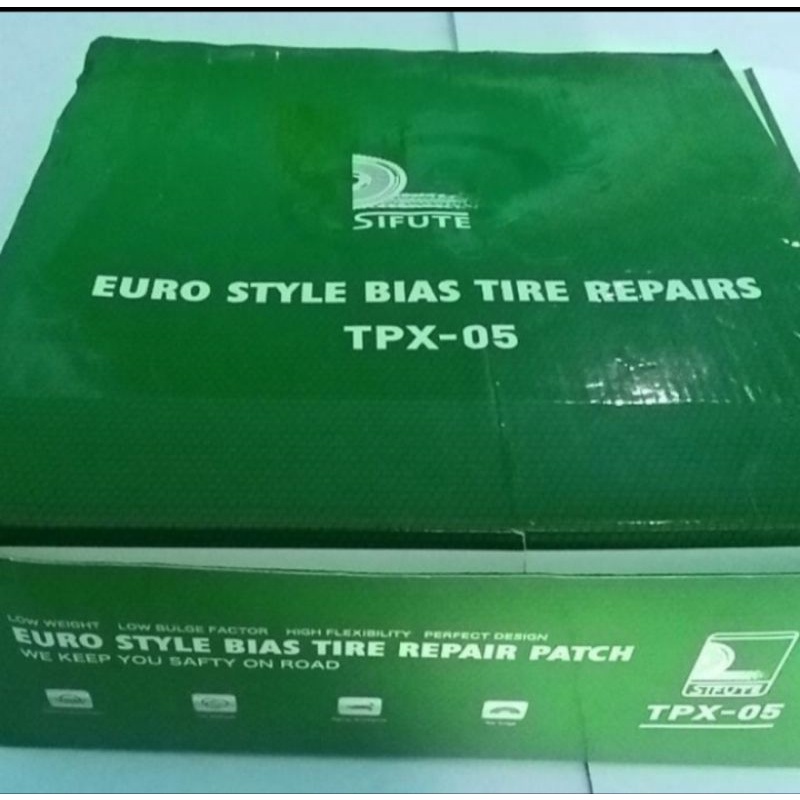 SIFUTE
EURO STYLE BIAS TIRE REPAIRS
TPX-05
LOW WEIGHT LOW BULGE FACTOR HIGH FLEXIBILITY PERFECT DESIGN
EURO STYLE BIAS TIRE REPAIR PATCH
WE KEEP YOU SAFTY ON ROAD
SIFUTE
TPX-05